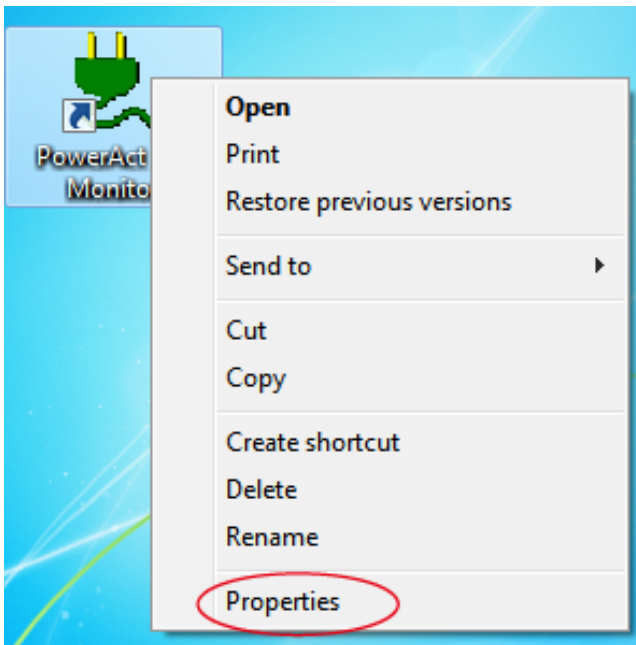 PowerAct
Monito
Open
Print
Restore previous versions
Send to
Cut
Copy
Create shortcut
Delete
Rename
Properties